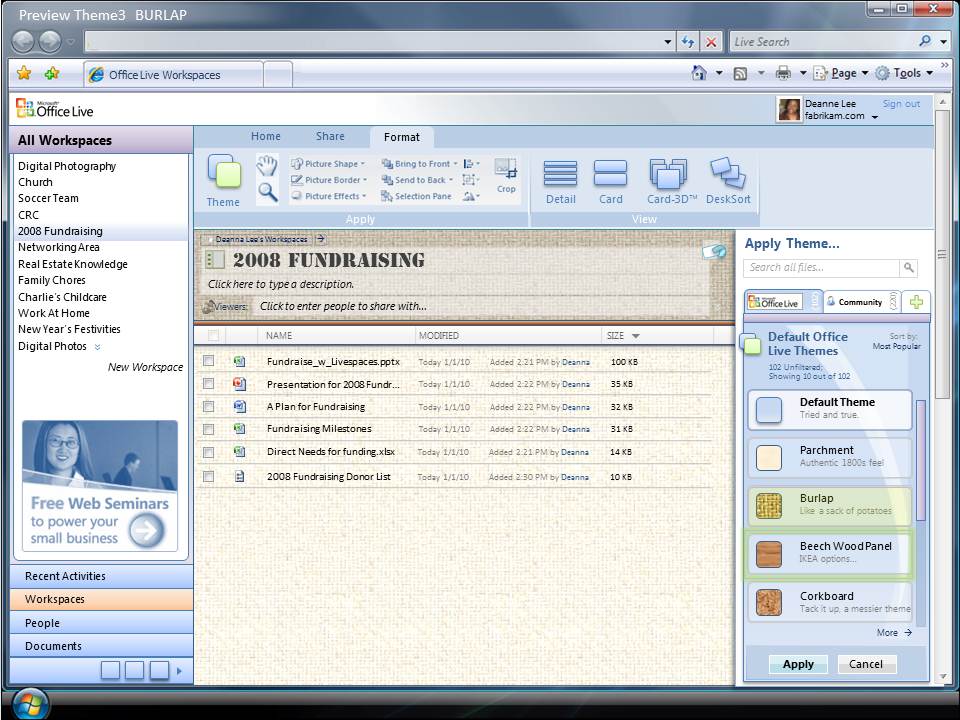 Preview Theme3 BURLAP
Live Search
Office Live Workspaces
Page
Tools
Microsoft
Office Live
Deanne Lee
fabrikam.com
Sign out
All Workspaces
Digital Photography
Church
Soccer Team
CRC
2008 Fundraising
Networking Area
Real Estate Knowledge
Family Chores
Charlie's Childcare
Work At Home
New Year's Festivities
Digital Photos
New Workspace
Free Web Seminars
to power your
small business
Recent Activities
Workspaces
People
Documents
Home Share Format
Theme
Picture Shape
Picture Border
Picture Effects
Bring to Front
Send to Back
Selection Pane
Crop
Apply
Detail Card Card-3D™ DeskSort
View
Deanna Lee's Workspaces
2008 FUNDRAISING
Click here to type a description.
Viewers: Click to enter people to share with...
NAME MODIFIED SIZE
Fundraise_w_Livespaces.pptx Today 1/1/10 Added 2:21 PM by Deanna 100 KB
Presentation for 2008 Fundr... Today 1/1/10 Added 2:22 PM by Deanna 35 KB
A Plan for Fundraising Today 1/1/10 Added 2:22 PM by Deanna 32 KB
Fundraising Milestones Today 1/1/10 Added 2:22 PM by Deanna 31 KB
Direct Needs for funding.xlsx Today 1/1/10 Added 2:21 PM by Deanna 14 KB
2008 Fundraising Donor List Today 1/1/10 Added 2:30 PM by Deanna 10 KB
Apply Theme...
Search all files...
Office Live
Community
Default Office
Live Themes
Sort by:
Most Popular
102 Unfiltered;
Showing 10 out of 102
Default Theme
Tried and true.
Parchment
Authentic 1800s feel
Burlap
Like a sack of potatoes
Beech Wood Panel
IKEA options...
Corkboard
Tack it up, a messier theme
More
Apply Cancel